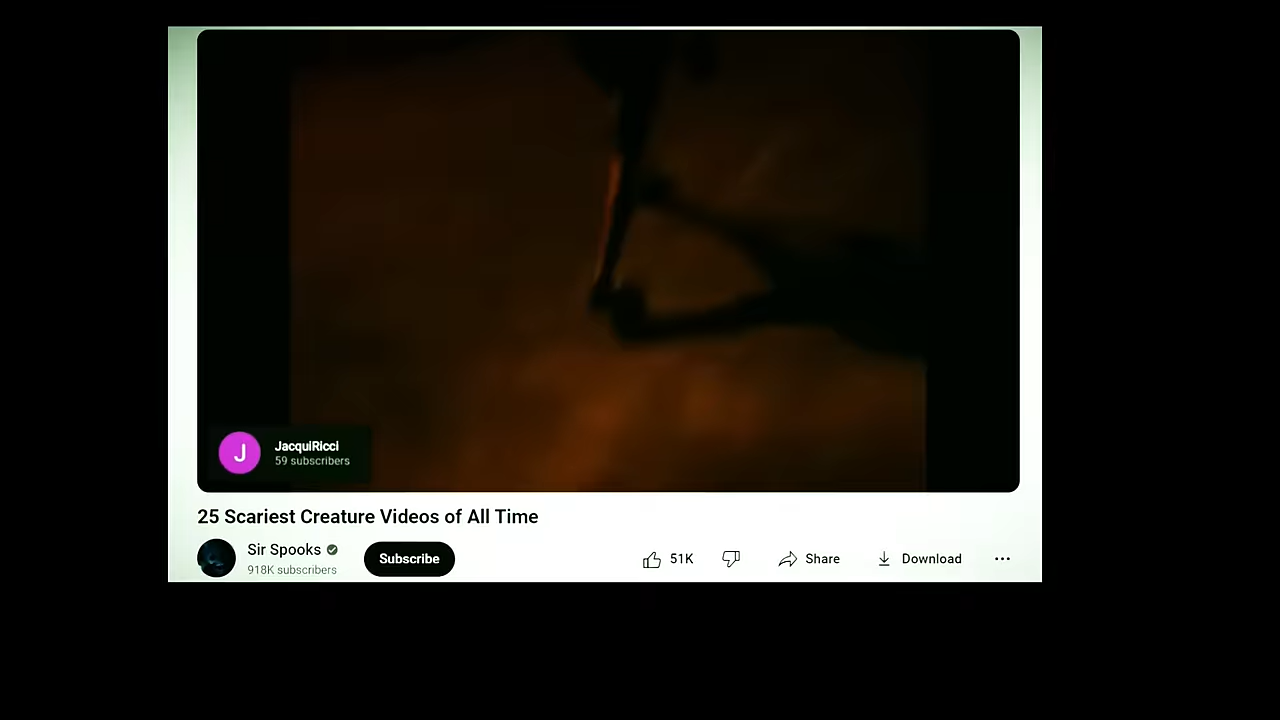 J
JacquiRicci
59 subscribers
25 Scariest Creature Videos of All Time
Sir Spooks
918K subscribers
Subscribe
51K
Share
Download